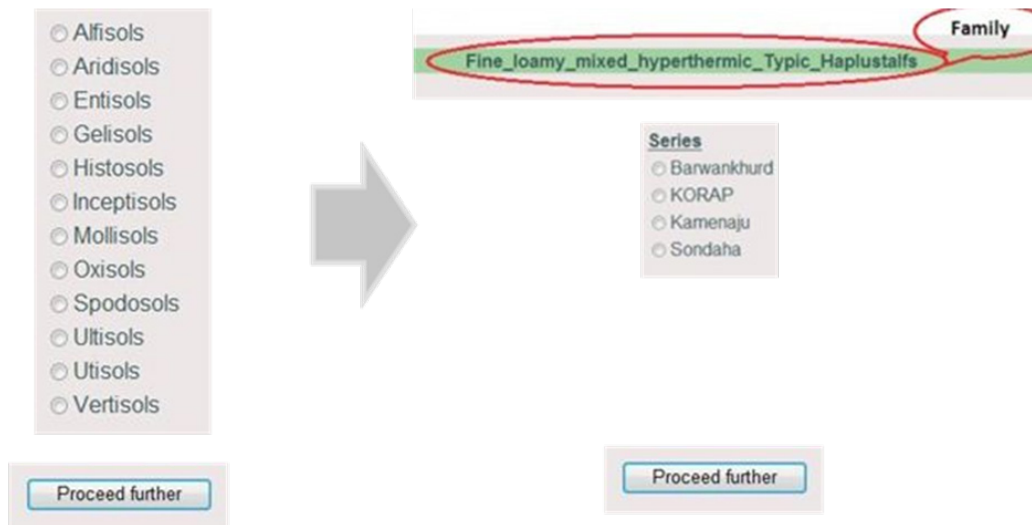 Alfisols
Aridisols
Entisols
Gelisols
Histosols
Inceptisols
Mollisols
Oxisols
Spodosols
Ultisols
Utisols
Vertisols
Proceed further
Family
Fine_loamy_mixed_hyperthermic_Typic_Haplustalfs
Series
Barwankhurd
KORAP
Kamenaju
Sondaha
Proceed further